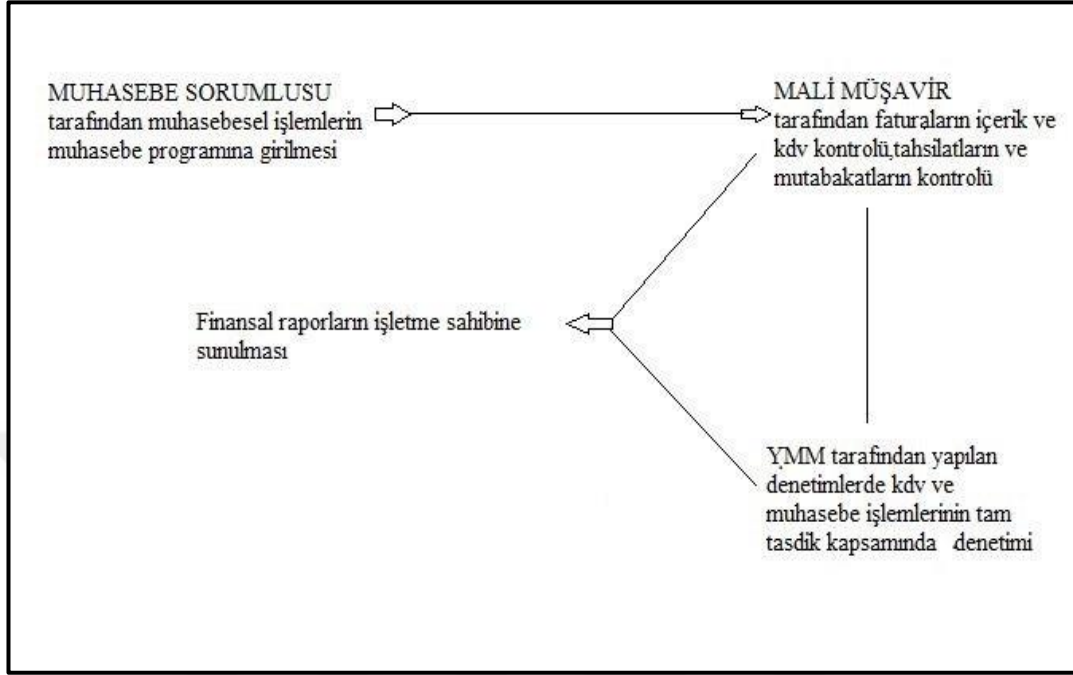 MUHASEBE SORUMLUSU
tarafından muhasebesel işlemlerin
muhasebe programına girilmesi
MALİ MÜŞAVİR
tarafından faturaların içerik ve
kdv kontrolü,tahsilatların ve
mutabakatların kontrolü
Finansal raporların işletme sahibine
sunulması
YMM tarafından yapılan
denetimlerde kdv ve
muhasebe işlemlerinin tam
tasdik kapsamında denetimi